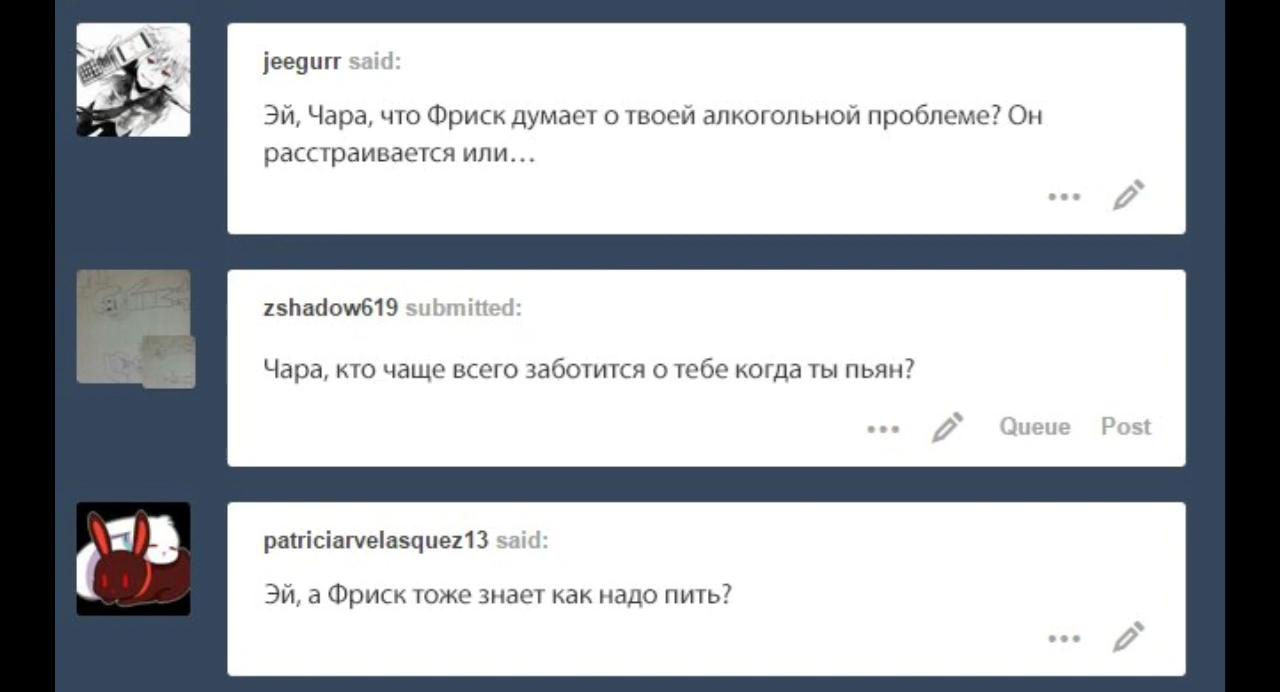 jeegurr said:
Эй, Чара, что Фриск думает о твоей алкогольной проблеме? Он
расстраивается или...
zshadow619 submitted:
Чара, кто чаще всего заботится о тебе когда ты пьян?
Queue Post
patriciarvelasquez13 said:
Эй, а Фриск тоже знает как надо пить?